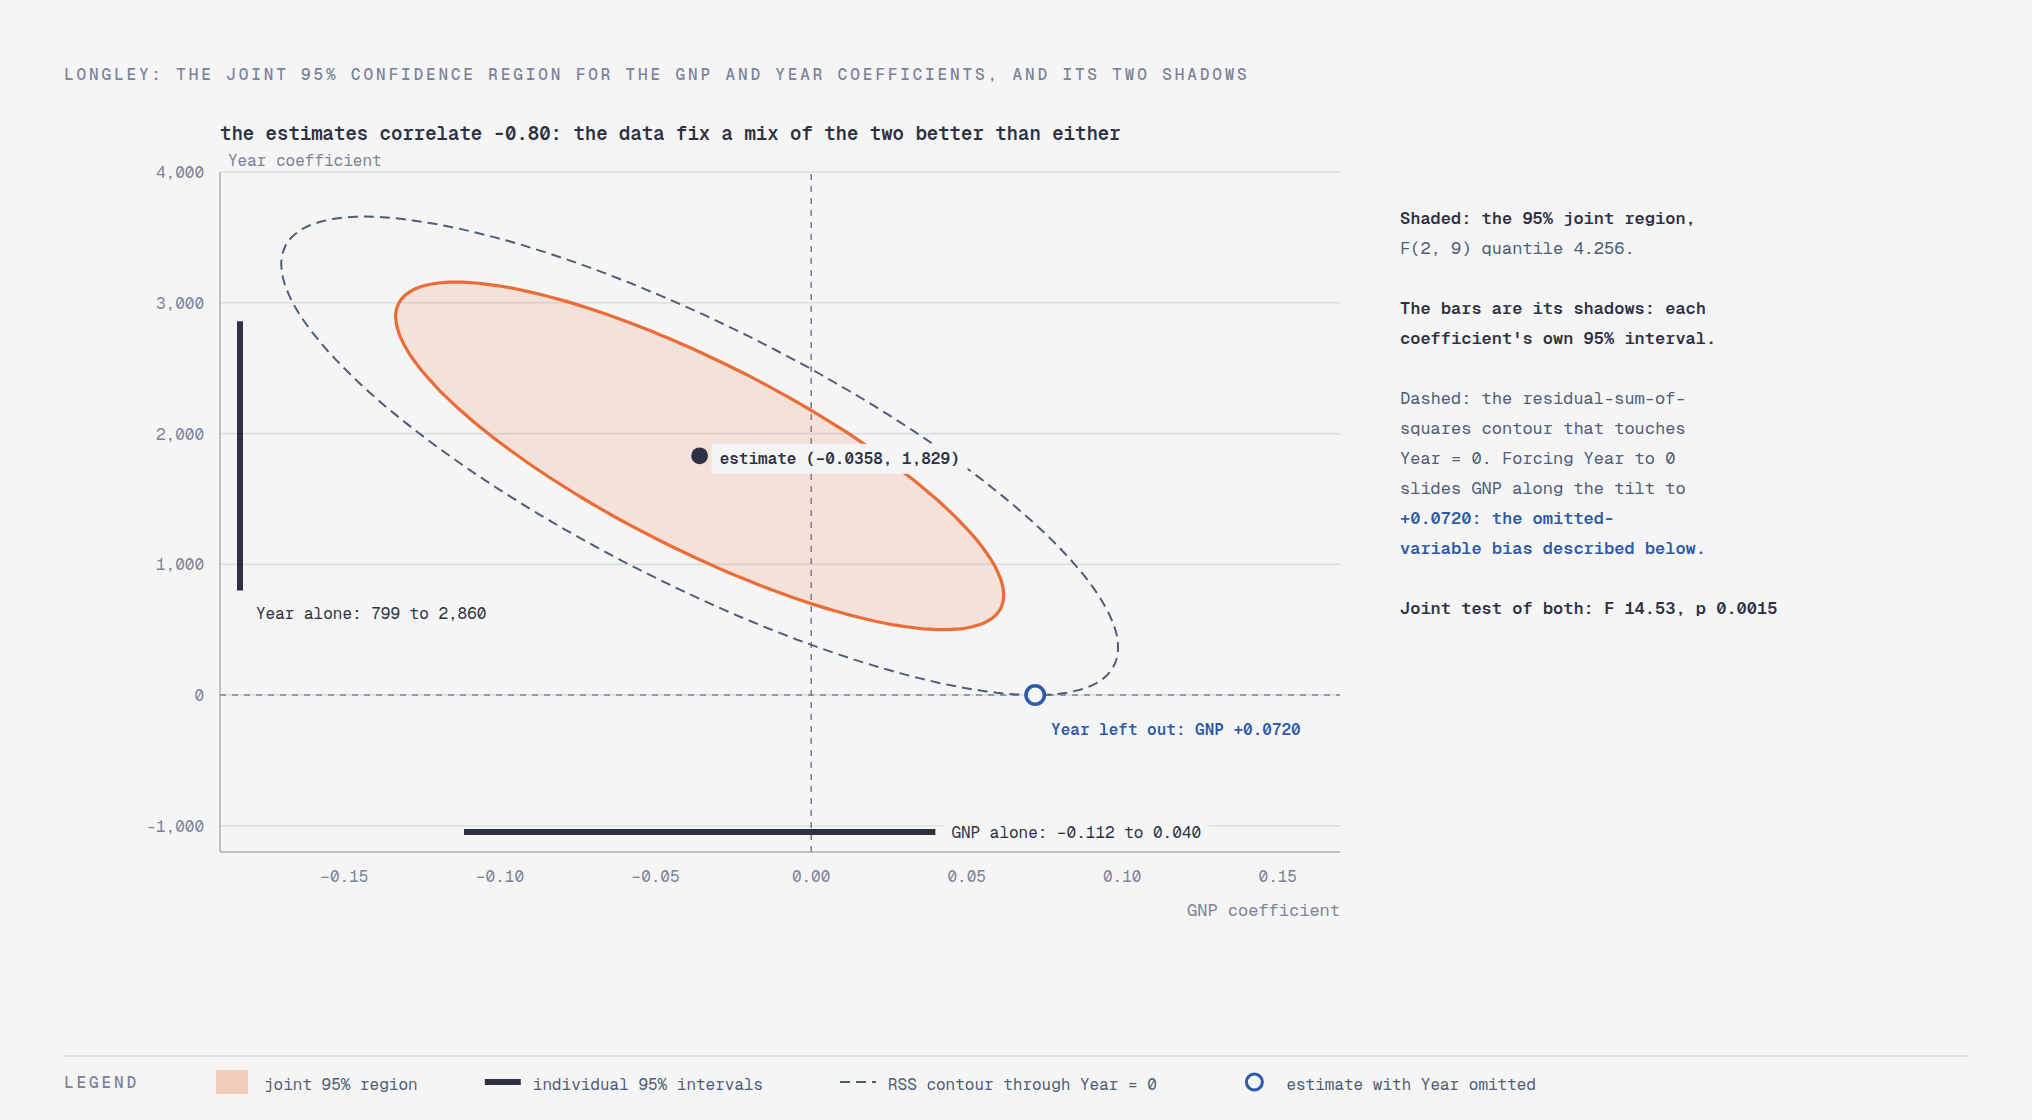 LONGLEY: THE JOINT 95% CONFIDENCE REGION FOR THE GNP AND YEAR COEFFICIENTS, AND ITS TWO SHADOWS
the estimates correlate −0.80: the data fix a mix of the two better than either
Year coefficient
4,000
3,000
2,000
1,000
0
−1,000
estimate (−0.0358, 1,829)
Year alone: 799 to 2,860
Year left out: GNP +0.0720
GNP alone: −0.112 to 0.040
−0.15
−0.10
−0.05
0.00
0.05
0.10
0.15
GNP coefficient
Shaded: the 95% joint region,
F(2, 9) quantile 4.256.
The bars are its shadows: each
coefficient's own 95% interval.
Dashed: the residual-sum-of-
squares contour that touches
Year = 0. Forcing Year to 0
slides GNP along the tilt to
+0.0720: the omitted-
variable bias described below.
Joint test of both: F 14.53, p 0.0015
LEGEND
joint 95% region
individual 95% intervals
RSS contour through Year = 0
estimate with Year omitted